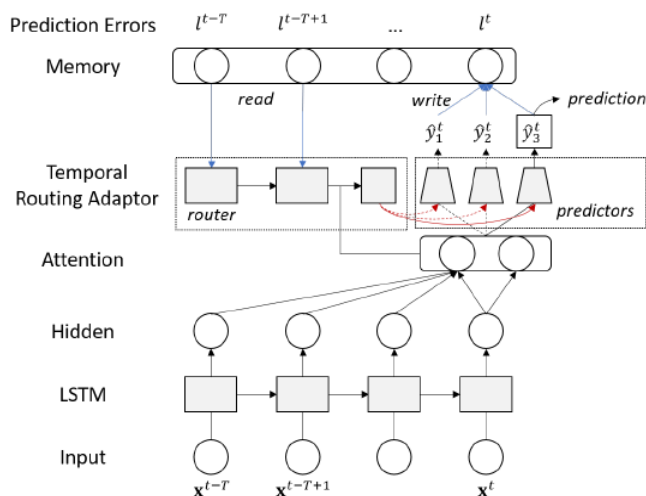 Prediction Errors l^{t-T} l^{t-T+1} ... l^t
Memory
read write prediction
ŷ_1^t ŷ_2^t ŷ_3^t
Temporal
Routing Adaptor
router predictors
Attention
Hidden
LSTM
Input
x^{t-T} x^{t-T+1} x^t